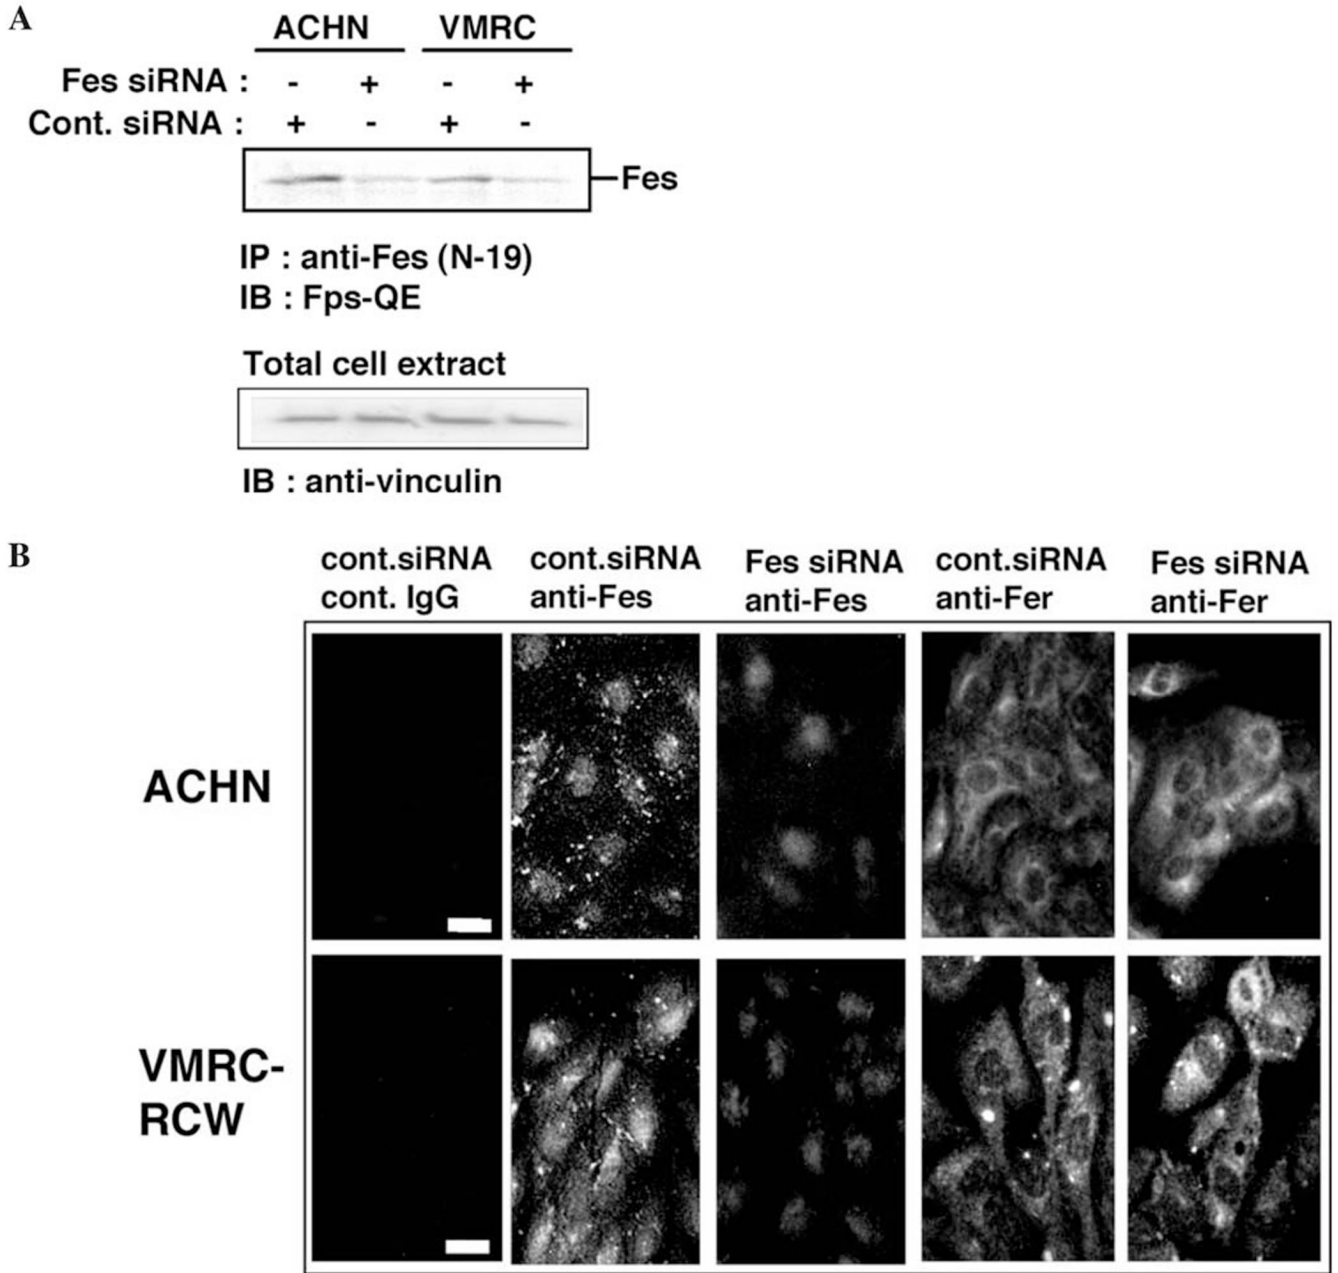 A
ACHN VMRC
Fes siRNA : - + - +
Cont. siRNA : + - + -
Fes
IP : anti-Fes (N-19)
IB : Fps-QE
Total cell extract
IB : anti-vinculin
B
cont.siRNA cont.siRNA Fes siRNA cont.siRNA Fes siRNA
cont. IgG anti-Fes anti-Fes anti-Fer anti-Fer
ACHN
VMRC-
RCW